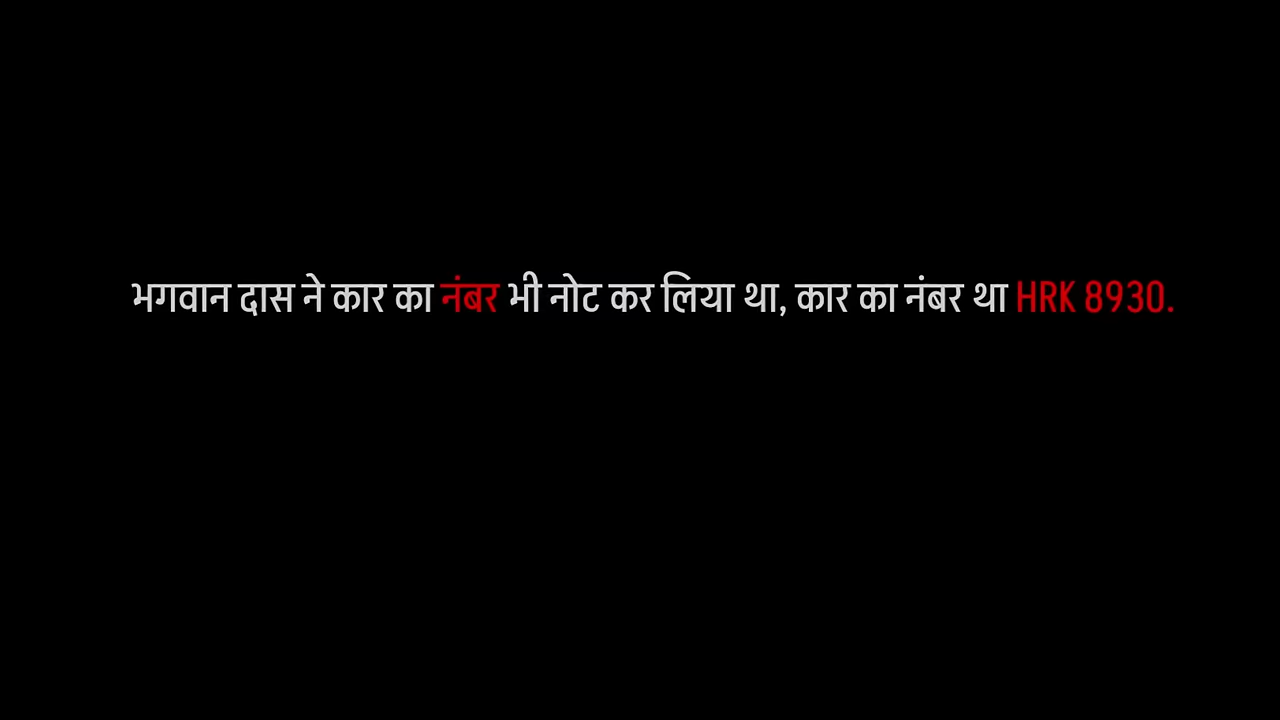 भगवान दास ने कार का नंबर भी नोट कर लिया था, कार का नंबर था HRK 8930.